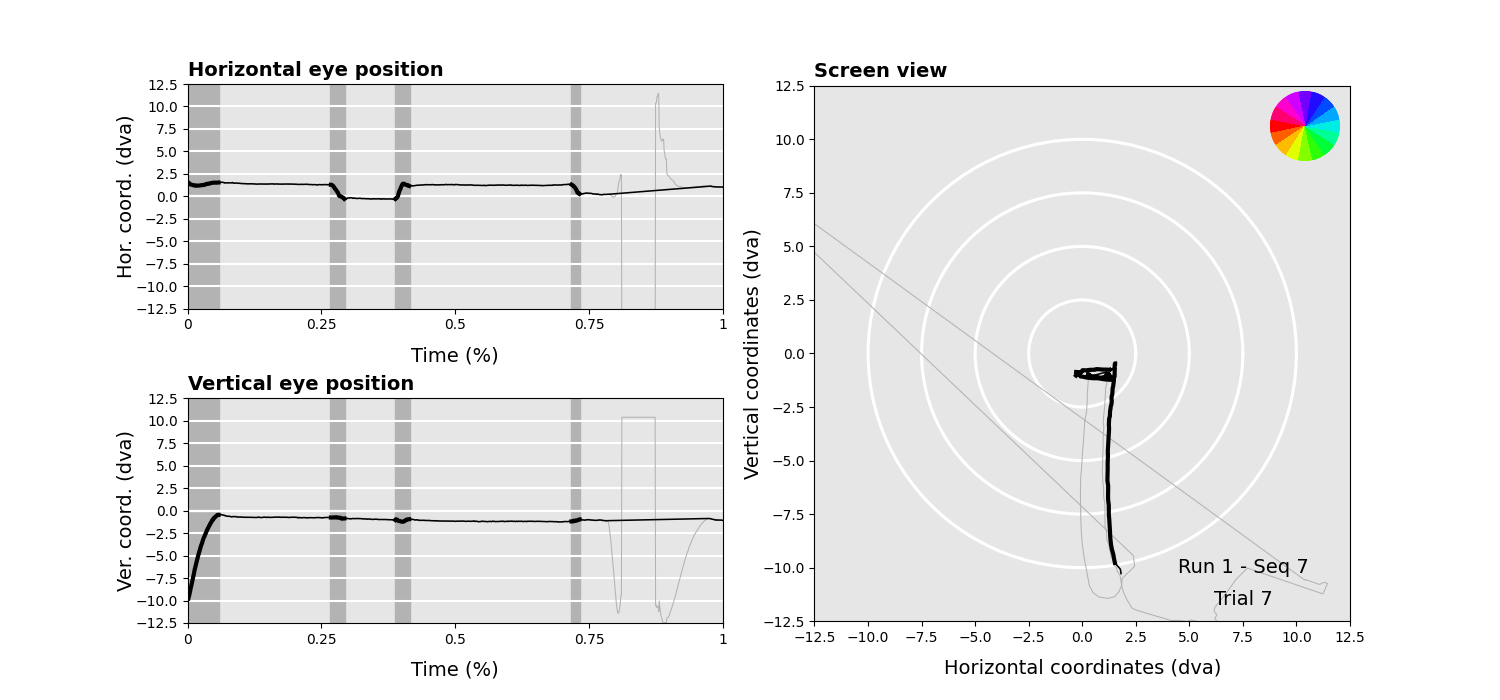 Horizontal eye position
Hor. coord. (dva)
12.5
10.0
7.5
5.0
2.5
0.0
−2.5
−5.0
−7.5
−10.0
−12.5
0 0.25 0.5 0.75 1
Time (%)
Vertical eye position
Ver. coord. (dva)
12.5
10.0
7.5
5.0
2.5
0.0
−2.5
−5.0
−7.5
−10.0
−12.5
0 0.25 0.5 0.75 1
Time (%)
Screen view
Vertical coordinates (dva)
12.5
10.0
7.5
5.0
2.5
0.0
−2.5
−5.0
−7.5
−10.0
−12.5
Run 1 - Seq 7
Trial 7
−12.5 −10.0 −7.5 −5.0 −2.5 0.0 2.5 5.0 7.5 10.0 12.5
Horizontal coordinates (dva)